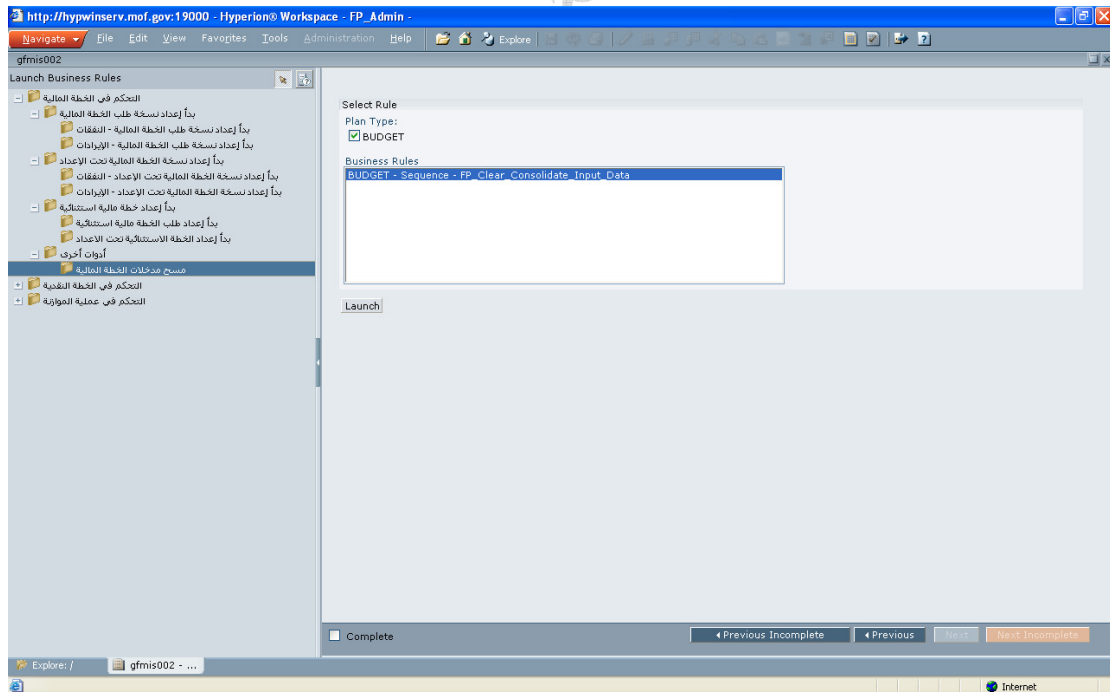 http://hypwinserv.mof.gov:19000 - Hyperion® Workspace - FP_Admin -
Navigate File Edit View Favorites Tools Administration Help Explore
gfmis002
Launch Business Rules
التحكم في الخطة المالية
بدأ إعداد نسخة طلب الخطة المالية
بدأ إعداد نسخة طلب الخطة المالية - النفقات
بدأ إعداد نسخة طلب الخطة المالية - الإيرادات
بدأ إعداد نسخة الخطة المالية تحت الإعداد
بدأ إعداد نسخة الخطة المالية تحت الإعداد - النفقات
بدأ إعداد نسخة الخطة المالية تحت الإعداد - الإيرادات
بدأ إعداد خطة مالية استثنائية
بدأ إعداد طلب الخطة مالية استثنائية
بدأ إعداد الخطة الاستثنائية تحت الاعداد
أدوات أخرى
مسح مدخلات الخطة المالية
التحكم في الخطة النقدية
التحكم في عملية الموازنة
Select Rule
Plan Type:
BUDGET
Business Rules
BUDGET - Sequence - FP_Clear_Consolidate_Input_Data
Launch
Complete
Previous Incomplete Previous Next Next Incomplete
Explore: / gfmis002 - ...
Internet